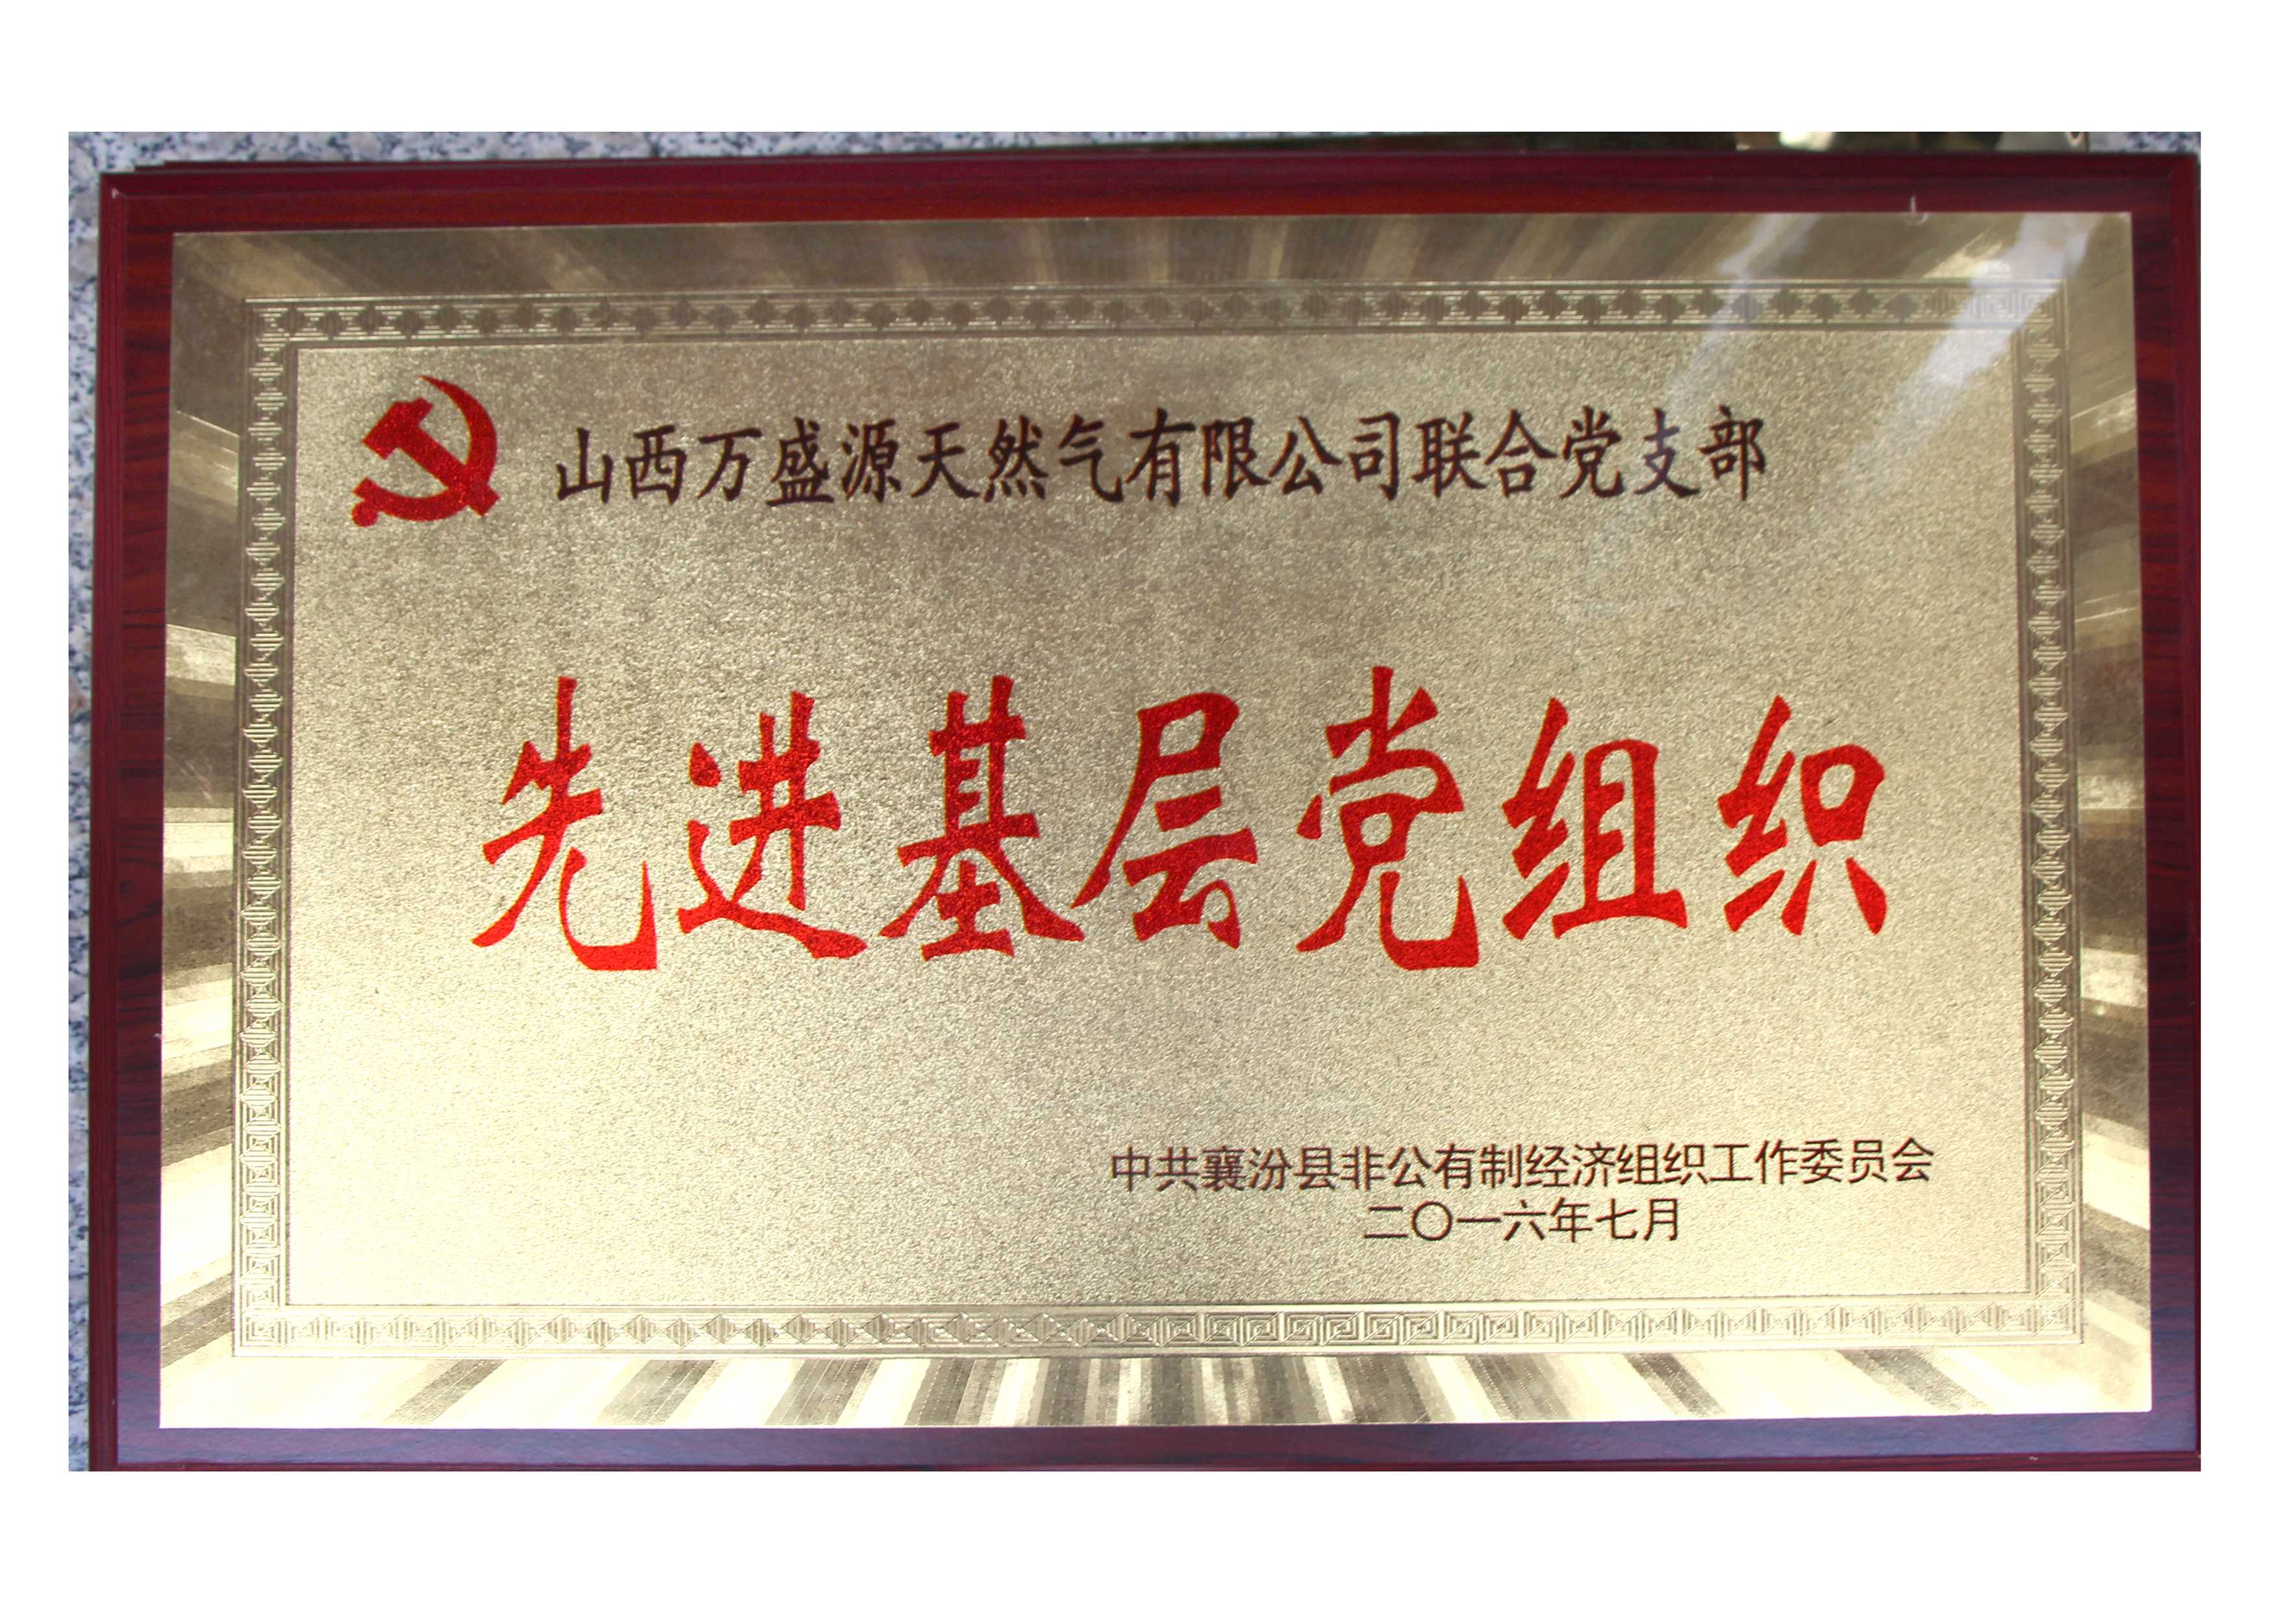 山西万盛源天然气有限公司联合党支部
先进基层党组织
中共襄汾县非公有制经济组织工作委员会
二〇一六年七月